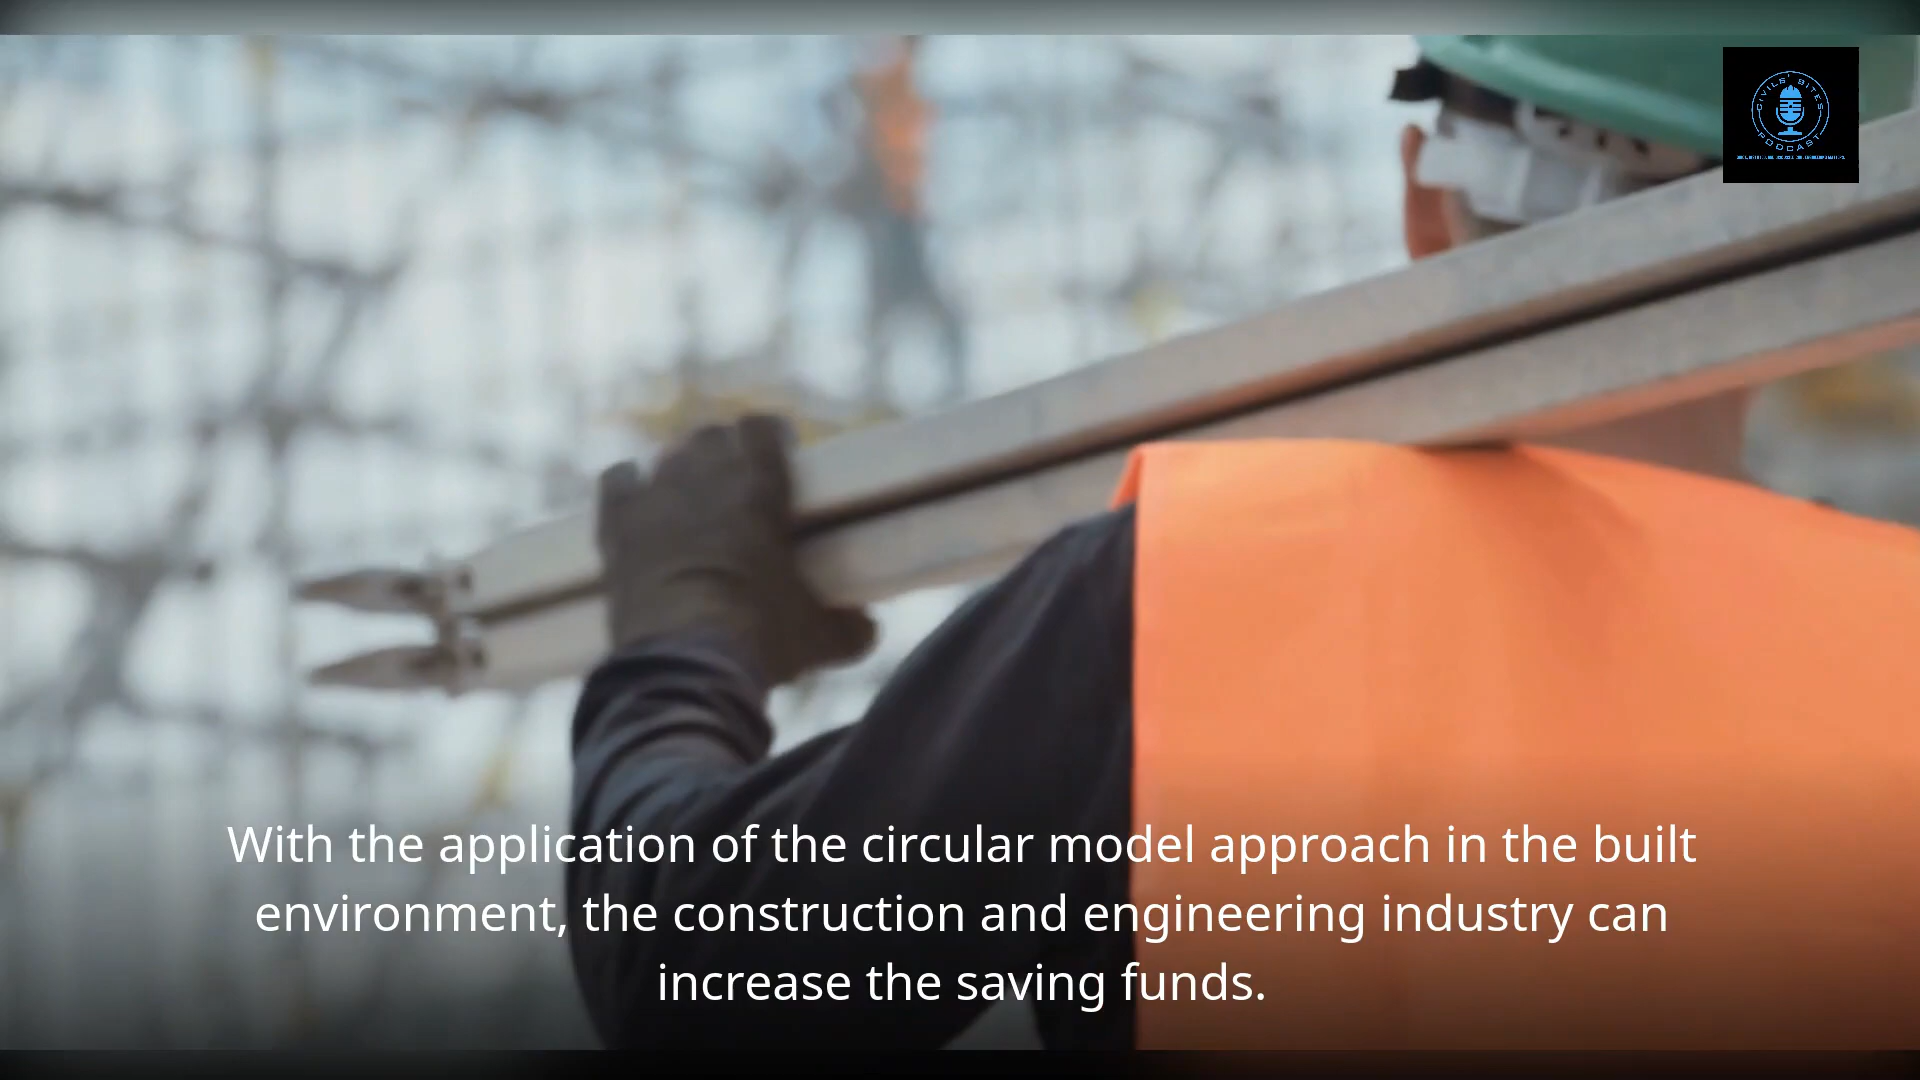 CIVILS' BITES
PODCAST
With the application of the circular model approach in the built
environment, the construction and engineering industry can
increase the saving funds.